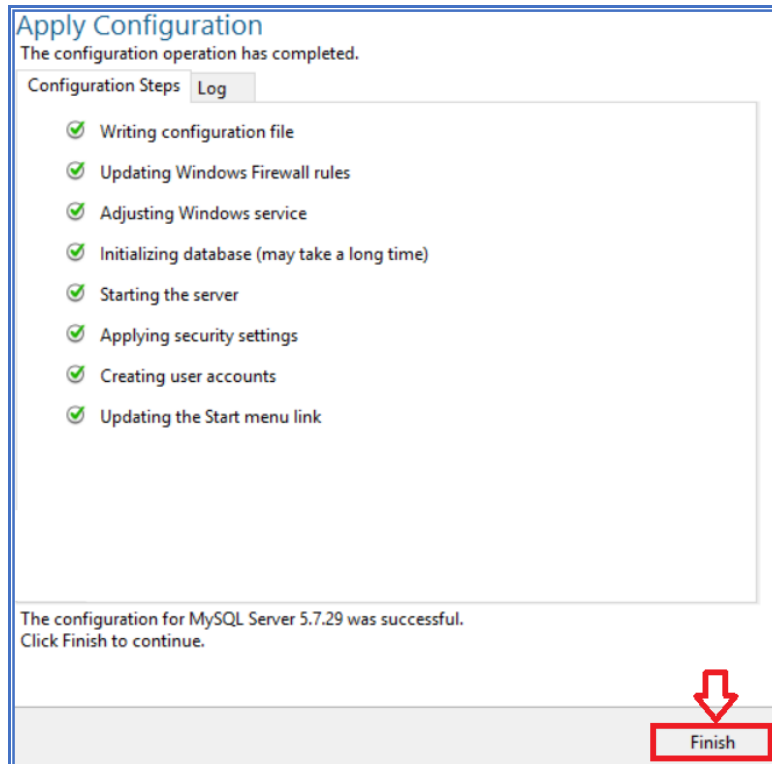 Apply Configuration
The configuration operation has completed.
Configuration Steps Log
Writing configuration file
Updating Windows Firewall rules
Adjusting Windows service
Initializing database (may take a long time)
Starting the server
Applying security settings
Creating user accounts
Updating the Start menu link
The configuration for MySQL Server 5.7.29 was successful.
Click Finish to continue.
Finish